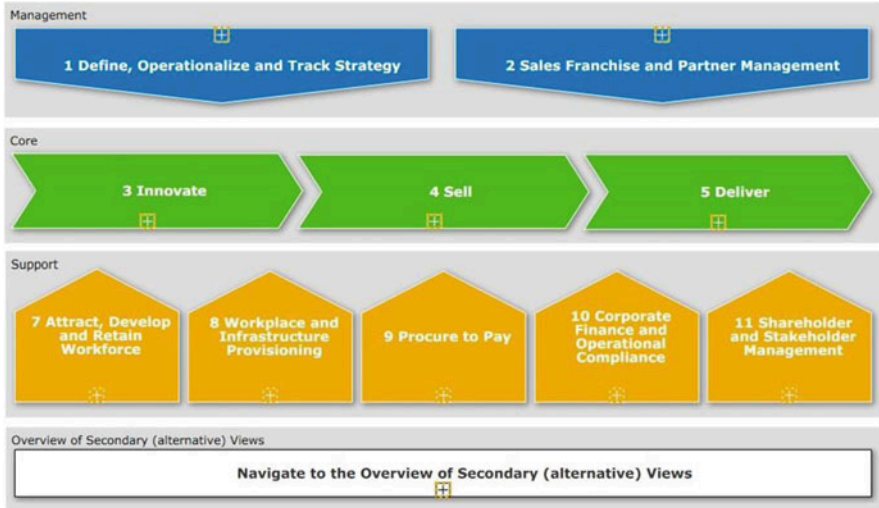 Management
1 Define, Operationalize and Track Strategy
2 Sales Franchise and Partner Management
Core
3 Innovate
4 Sell
5 Deliver
Support
7 Attract, Develop
and Retain
Workforce
8 Workplace and
Infrastructure
Provisioning
9 Procure to Pay
10 Corporate
Finance and
Operational
Compliance
11 Shareholder
and Stakeholder
Management
Overview of Secondary (alternative) Views
Navigate to the Overview of Secondary (alternative) Views